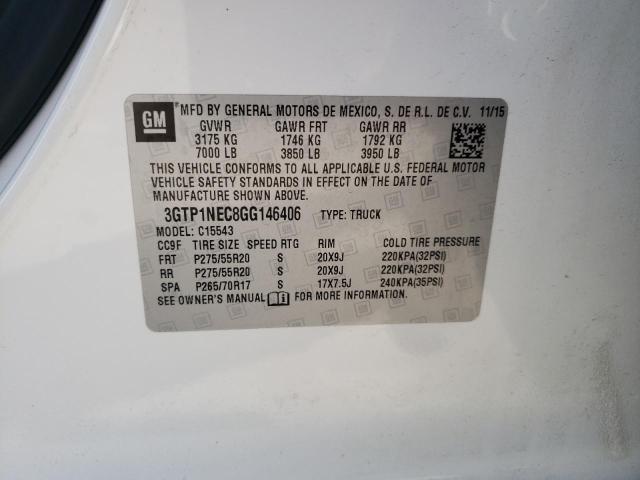 GM *MFD BY GENERAL MOTORS DE MEXICO, S. DE R.L. DE C.V. 11/15
GVWR GAWR FRT GAWR RR
3175 KG 1746 KG 1792 KG
7000 LB 3850 LB 3950 LB
THIS VEHICLE CONFORMS TO ALL APPLICABLE U.S. FEDERAL MOTOR
VEHICLE SAFETY STANDARDS IN EFFECT ON THE DATE OF
MANUFACTURE SHOWN ABOVE.
3GTP1NEC8GG146406 TYPE: TRUCK
MODEL: C15543
CC9F TIRE SIZE SPEED RTG RIM COLD TIRE PRESSURE
FRT P275/55R20 S 20X9J 220KPA(32PSI)
RR P275/55R20 S 20X9J 220KPA(32PSI)
SPA P265/70R17 S 17X7.5J 240KPA(35PSI)
SEE OWNER'S MANUAL FOR MORE INFORMATION.